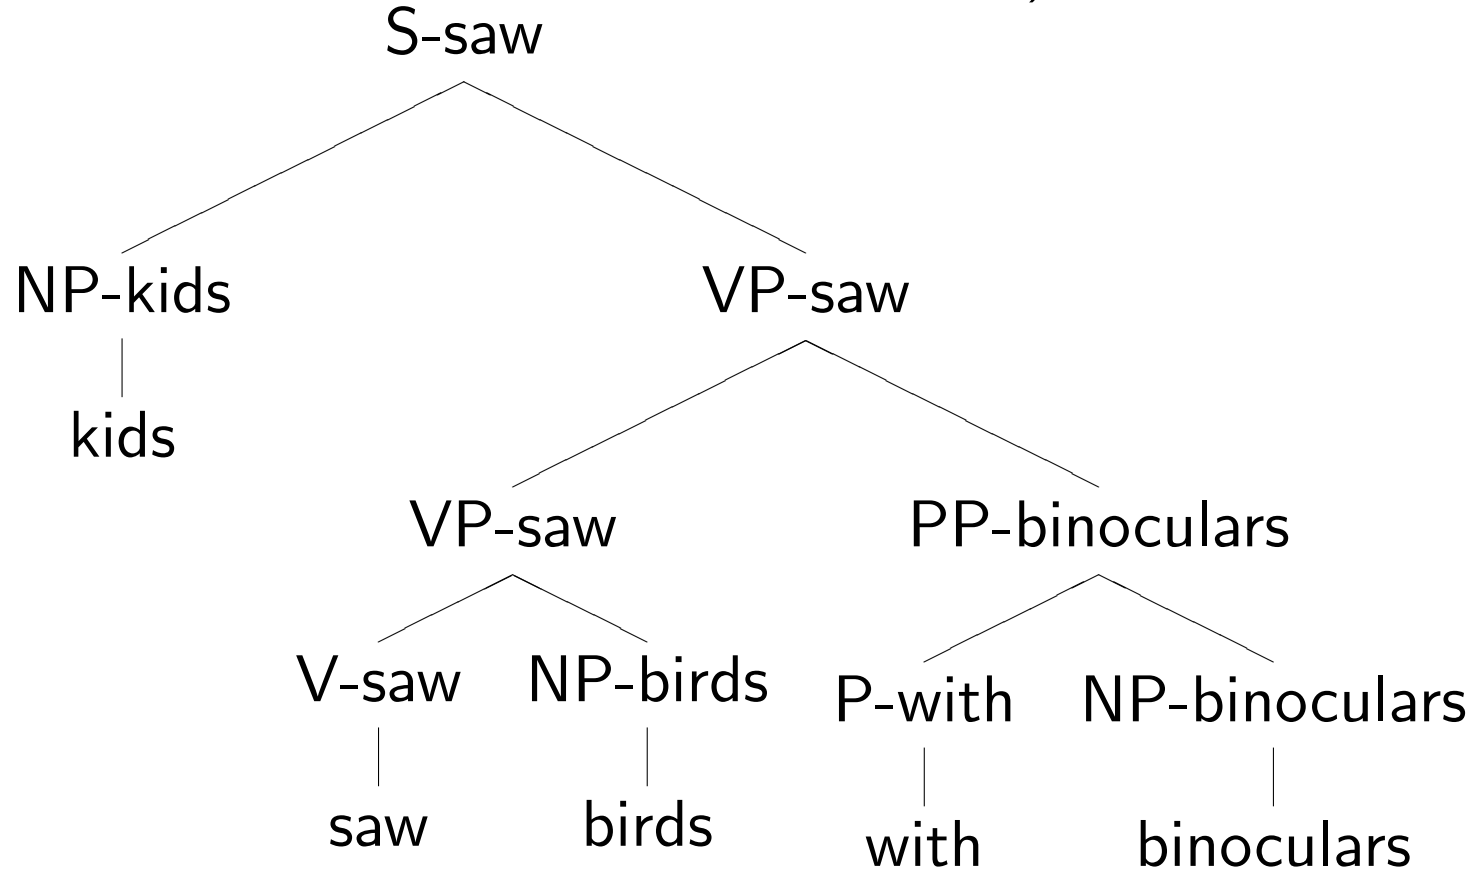 S-saw
NP-kids VP-saw
kids
VP-saw PP-binoculars
V-saw NP-birds P-with NP-binoculars
saw birds with binoculars